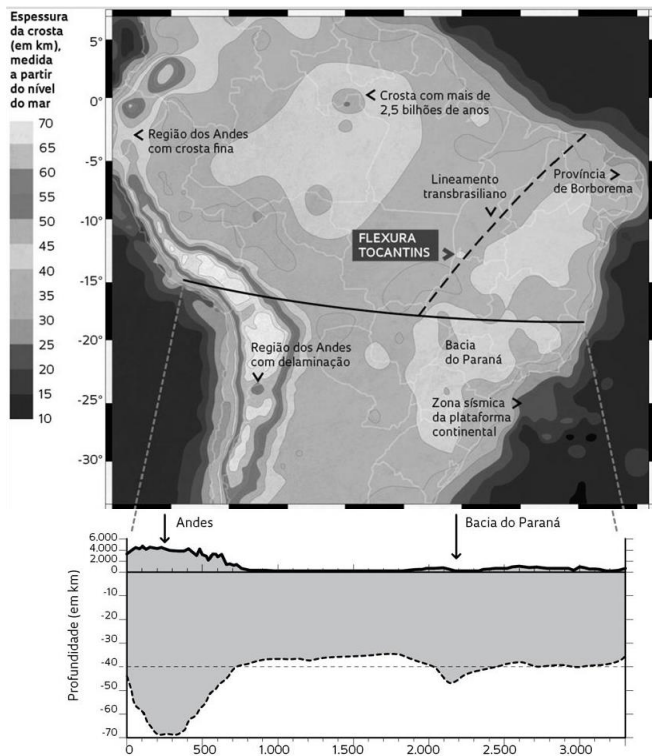 Espessura
da crosta
(em km),
medida
a partir
do nível
do mar
70
65
60
55
50
45
40
35
30
25
20
15
10
5°
0°
-5°
-10°
-15°
-20°
-25°
-30°
Crosta com mais de
2,5 bilhões de anos
Região dos Andes
com crosta fina
Lineamento
transbrasiliano
Província
de Borborema
FLEXURA
TOCANTINS
Região dos Andes
com delaminação
Bacia
do Paraná
Zona sísmica
da plataforma
continental
Andes
Bacia do Paraná
6.000
4.000
2.000
0
-10
-20
-30
-40
-50
-60
-70
Profundidade (em km)
0
500
1.000
1.500
2.000
2.500
3.000